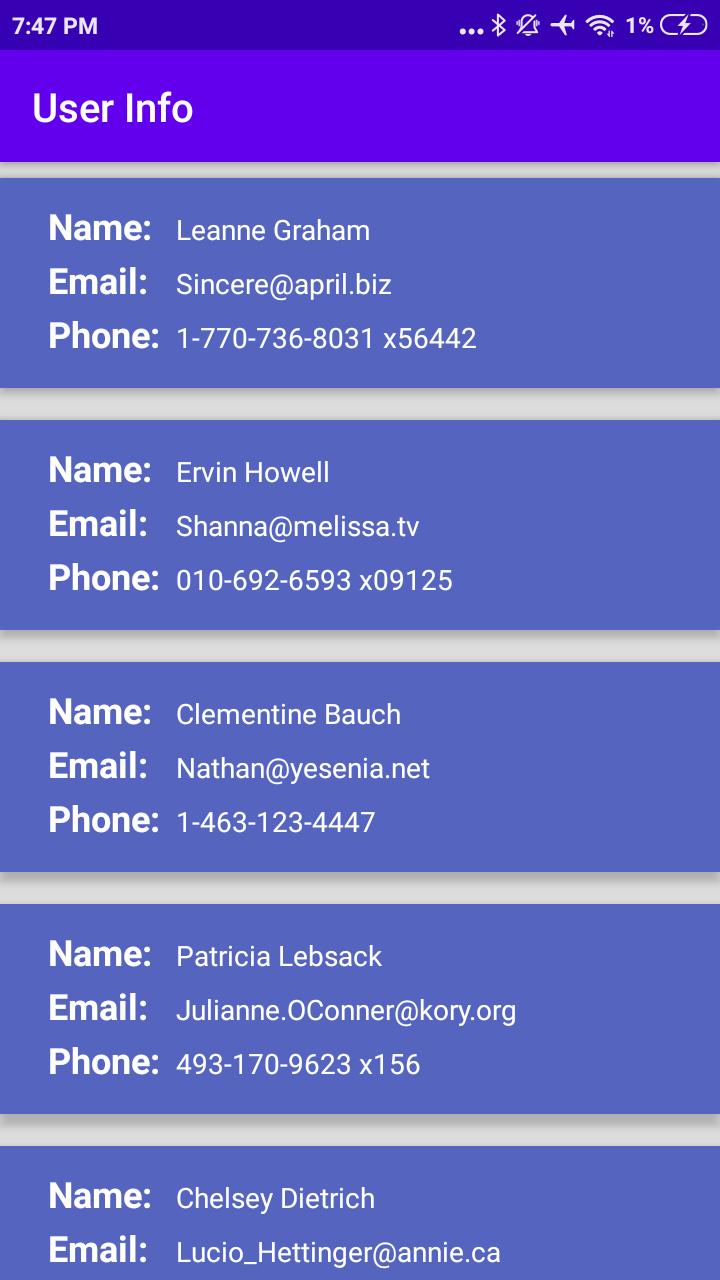 7:47 PM ... 1%
User Info
Name: Leanne Graham
Email: Sincere@april.biz
Phone: 1-770-736-8031 x56442
Name: Ervin Howell
Email: Shanna@melissa.tv
Phone: 010-692-6593 x09125
Name: Clementine Bauch
Email: Nathan@yesenia.net
Phone: 1-463-123-4447
Name: Patricia Lebsack
Email: Julianne.OConner@kory.org
Phone: 493-170-9623 x156
Name: Chelsey Dietrich
Email: Lucio_Hettinger@annie.ca